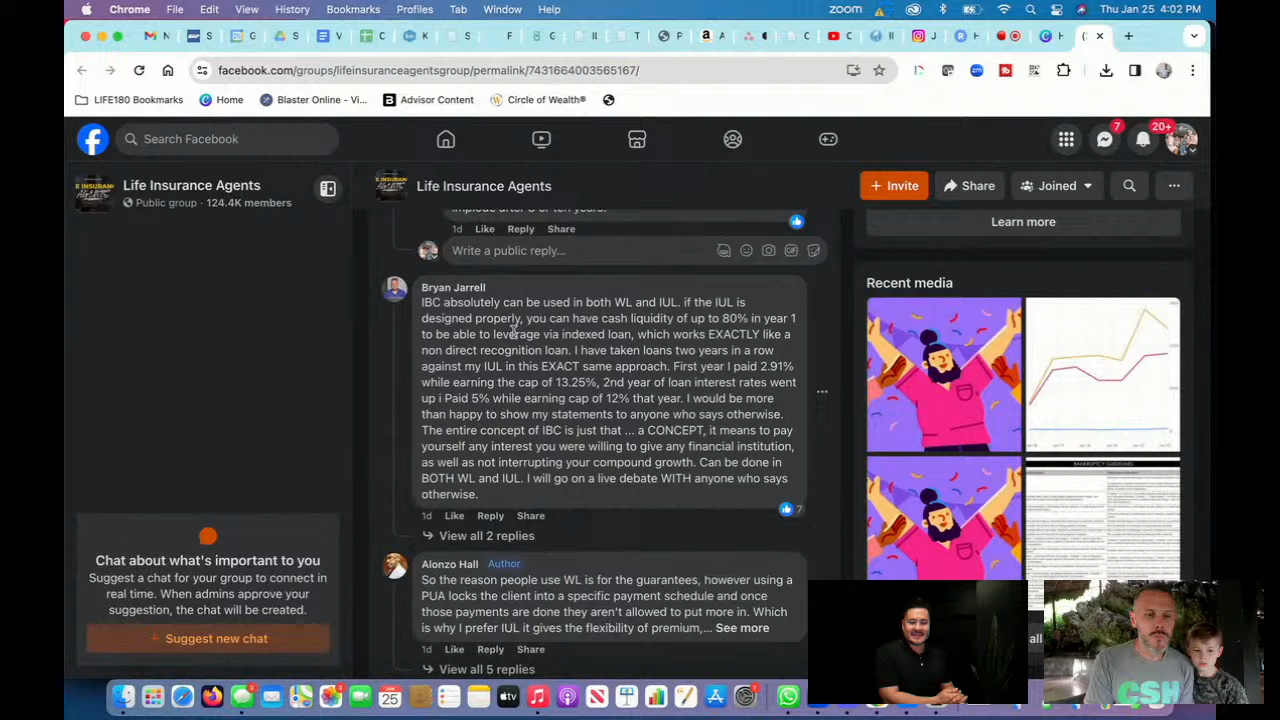 Chrome File Edit View History Bookmarks Profiles Tab Window Help zoom Thu Jan 25 4:02 PM
N S G S V C K S I I T P A C I J H C
facebook.com/groups/lifeinsuranceagentsgroup/permalink/7431664003565167/
LIFE180 Bookmarks Home Blaster Online - Vi... Advisor Content Circle of Wealth®
Search Facebook 7 20+
Life Insurance Agents
Public group · 124.4K members
Life Insurance Agents
+ Invite Share Joined
1d Like Reply Share
Write a public reply...
Learn more
Recent media
Bryan Jarrell
IBC absolutely can be used in both WL and IUL. if the IUL is
designed properly, you can have cash liquidity of up to 80% in year 1
to be able to leverage via indexed loan, which works EXACTLY like a
non direct recognition loan. I have taken loans two years in a row
against my IUL in this EXACT same approach. First year I paid 2.91%
while earning the cap of 13.25%, 2nd year of loan interest rates went
up i Paid 5% while earning cap of 12% that year. I would be more
than happy to show my statements to anyone who says otherwise.
The entire concept of IBC is just that ... a CONCEPT, it means to pay
yourself any interest you were willing to give any financial institution,
as well as not interrupting your compound growth. Can be done in
BOTH WL and IUL. I will go on a live debate WITH anyone who says
otherwise.
Share
View all 2 replies
Author
the reason people use WL is for the guarantees, however using a
PUA locks the client into a specific payment schedule and once
those payments are done they aren't allowed to put more in. Which
is why I prefer IUL it gives the flexibility of premium,... See more
1d Like Reply Share
View all 5 replies
Chat about what's important to you
Suggest a chat for your group to connect in
real time. When admins approve your
suggestion, the chat will be created.
+ Suggest new chat
BANKRUPTCY GUIDELINES
all
CSH
JAN
25
tv